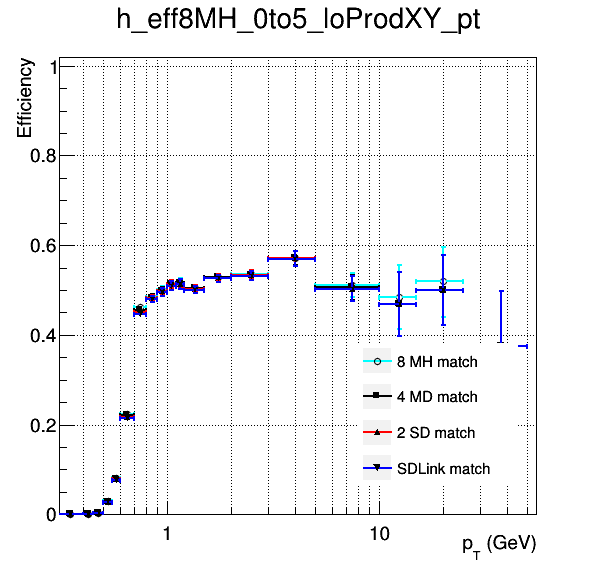 h_eff8MH_0to5_loProdXY_pt
Efficiency
1
0.8
0.6
0.4
0.2
0
8 MH match
4 MD match
2 SD match
SDLink match
1
10
pT (GeV)